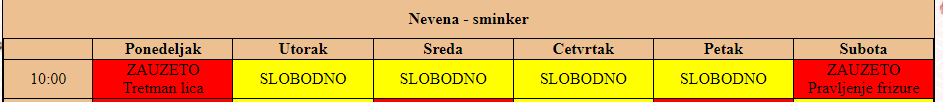 Nevena - sminker
Ponedeljak Utorak Sreda Cetvrtak Petak Subota
10:00 ZAUZETO Tretman lica SLOBODNO SLOBODNO SLOBODNO SLOBODNO ZAUZETO Pravljenje frizure